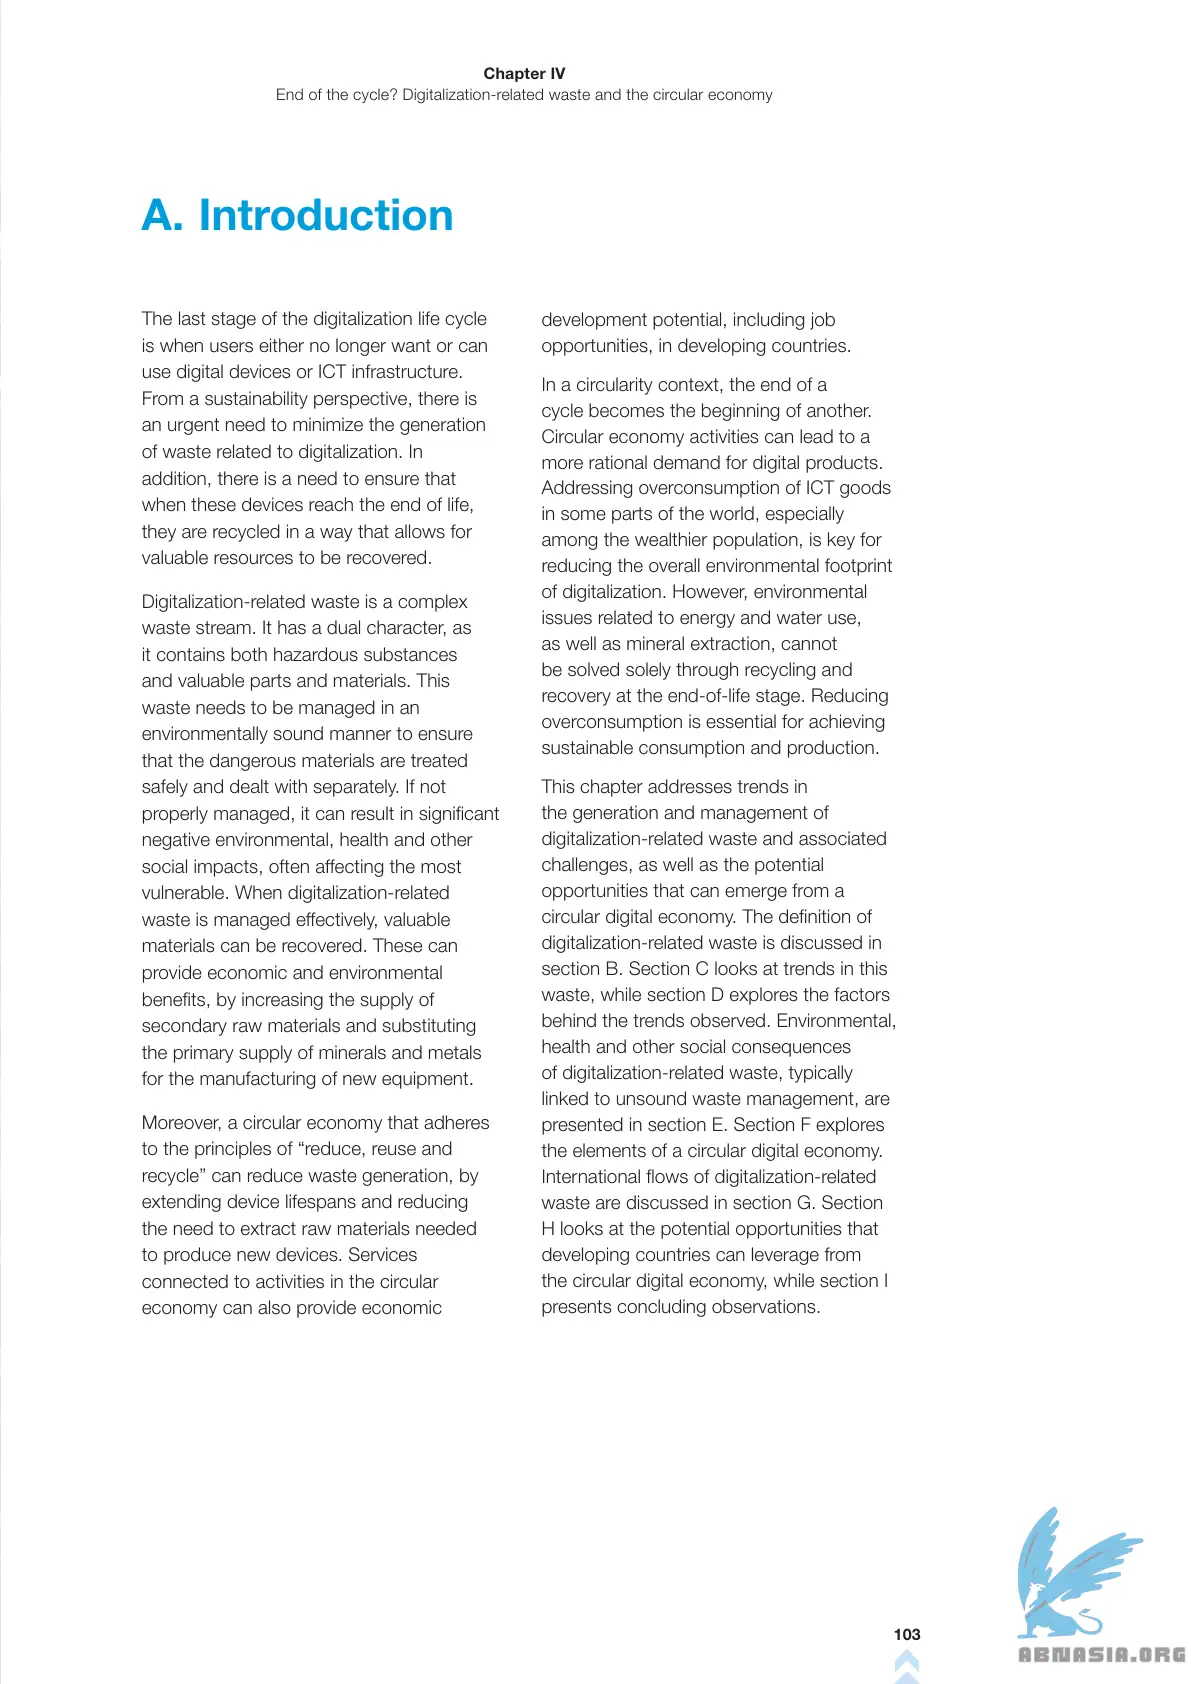 Chapter IV
End of the cycle? Digitalization-related waste and the circular economy
A. Introduction
The last stage of the digitalization life cycle
is when users either no longer want or can
use digital devices or ICT infrastructure.
From a sustainability perspective, there is
an urgent need to minimize the generation
of waste related to digitalization. In
addition, there is a need to ensure that
when these devices reach the end of life,
they are recycled in a way that allows for
valuable resources to be recovered.
Digitalization-related waste is a complex
waste stream. It has a dual character, as
it contains both hazardous substances
and valuable parts and materials. This
waste needs to be managed in an
environmentally sound manner to ensure
that the dangerous materials are treated
safely and dealt with separately. If not
properly managed, it can result in significant
negative environmental, health and other
social impacts, often affecting the most
vulnerable. When digitalization-related
waste is managed effectively, valuable
materials can be recovered. These can
provide economic and environmental
benefits, by increasing the supply of
secondary raw materials and substituting
the primary supply of minerals and metals
for the manufacturing of new equipment.
Moreover, a circular economy that adheres
to the principles of “reduce, reuse and
recycle” can reduce waste generation, by
extending device lifespans and reducing
the need to extract raw materials needed
to produce new devices. Services
connected to activities in the circular
economy can also provide economic
development potential, including job
opportunities, in developing countries.
In a circularity context, the end of a
cycle becomes the beginning of another.
Circular economy activities can lead to a
more rational demand for digital products.
Addressing overconsumption of ICT goods
in some parts of the world, especially
among the wealthier population, is key for
reducing the overall environmental footprint
of digitalization. However, environmental
issues related to energy and water use,
as well as mineral extraction, cannot
be solved solely through recycling and
recovery at the end-of-life stage. Reducing
overconsumption is essential for achieving
sustainable consumption and production.
This chapter addresses trends in
the generation and management of
digitalization-related waste and associated
challenges, as well as the potential
opportunities that can emerge from a
circular digital economy. The definition of
digitalization-related waste is discussed in
section B. Section C looks at trends in this
waste, while section D explores the factors
behind the trends observed. Environmental,
health and other social consequences
of digitalization-related waste, typically
linked to unsound waste management, are
presented in section E. Section F explores
the elements of a circular digital economy.
International flows of digitalization-related
waste are discussed in section G. Section
H looks at the potential opportunities that
developing countries can leverage from
the circular digital economy, while section I
presents concluding observations.
103
ABNASIA.ORG